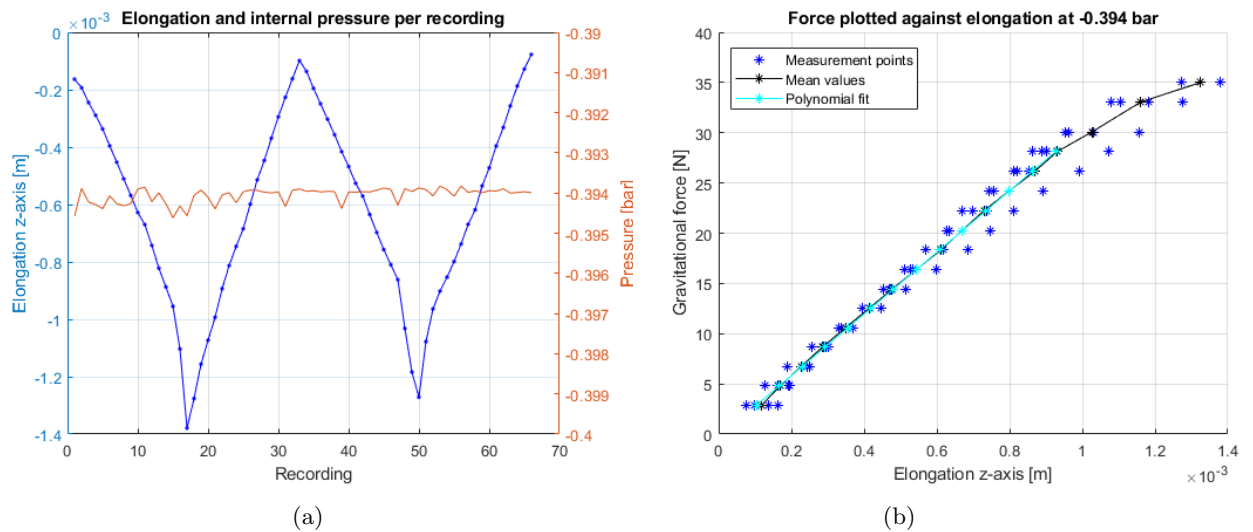 Elongation and internal pressure per recording
×10⁻³
0
-0.2
-0.4
-0.6
-0.8
-1
-1.2
-1.4
Elongation z-axis [m]
-0.39
-0.391
-0.392
-0.393
-0.394
-0.395
-0.396
-0.397
-0.398
-0.399
-0.4
Pressure [bar]
0 10 20 30 40 50 60 70
Recording
(a)
Force plotted against elongation at -0.394 bar
40
35
30
25
20
15
10
5
0
Gravitational force [N]
Measurement points
Mean values
Polynomial fit
0 0.2 0.4 0.6 0.8 1 1.2 1.4
Elongation z-axis [m]
×10⁻³
(b)